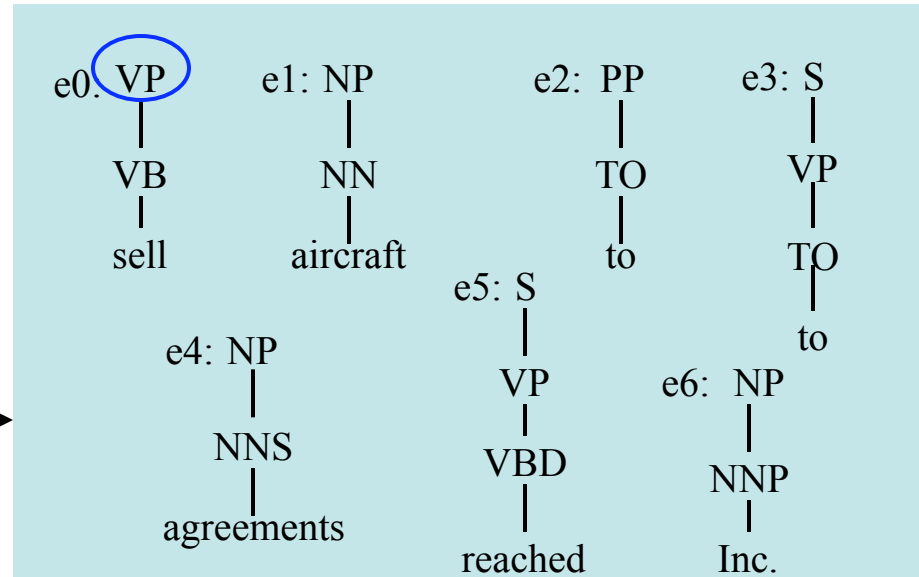 e0: VP e1: NP e2: PP e3: S
VB NN TO VP
sell aircraft to TO
to
e5: S
VP
VBD
reached
e4: NP
NNS
agreements
e6: NP
NNP
Inc.